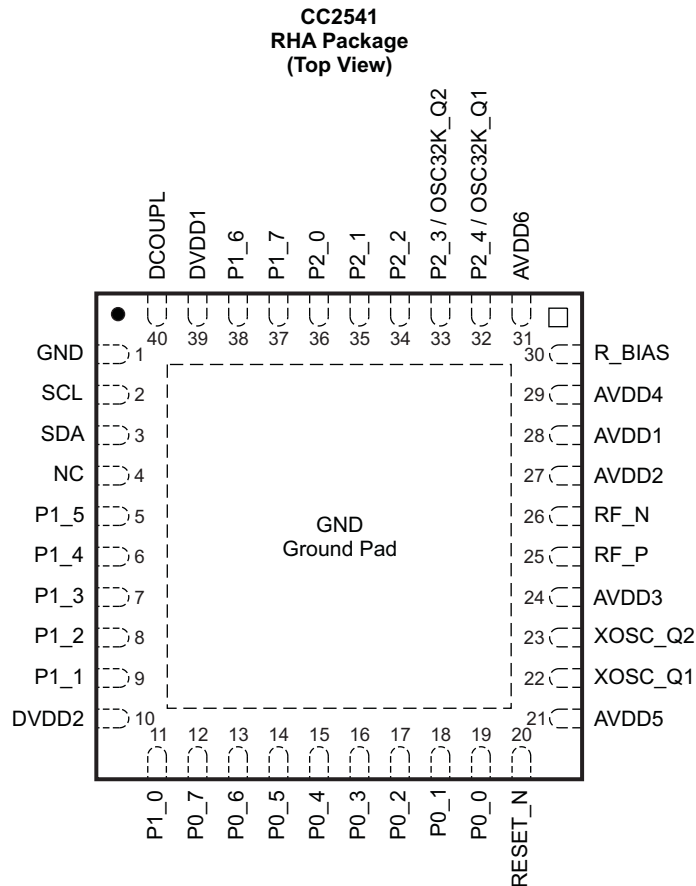 CC2541
RHA Package
(Top View)
DCOUPL
DVDD1
P1_6
P1_7
P2_0
P2_1
P2_2
P2_3 / OSC32K_Q2
P2_4 / OSC32K_Q1
AVDD6
40
39
38
37
36
35
34
33
32
31
GND 1
SCL 2
SDA 3
NC 4
P1_5 5
P1_4 6
P1_3 7
P1_2 8
P1_1 9
DVDD2 10
GND
Ground Pad
30 R_BIAS
29 AVDD4
28 AVDD1
27 AVDD2
26 RF_N
25 RF_P
24 AVDD3
23 XOSC_Q2
22 XOSC_Q1
21 AVDD5
11
12
13
14
15
16
17
18
19
20
P1_0
P0_7
P0_6
P0_5
P0_4
P0_3
P0_2
P0_1
P0_0
RESET_N